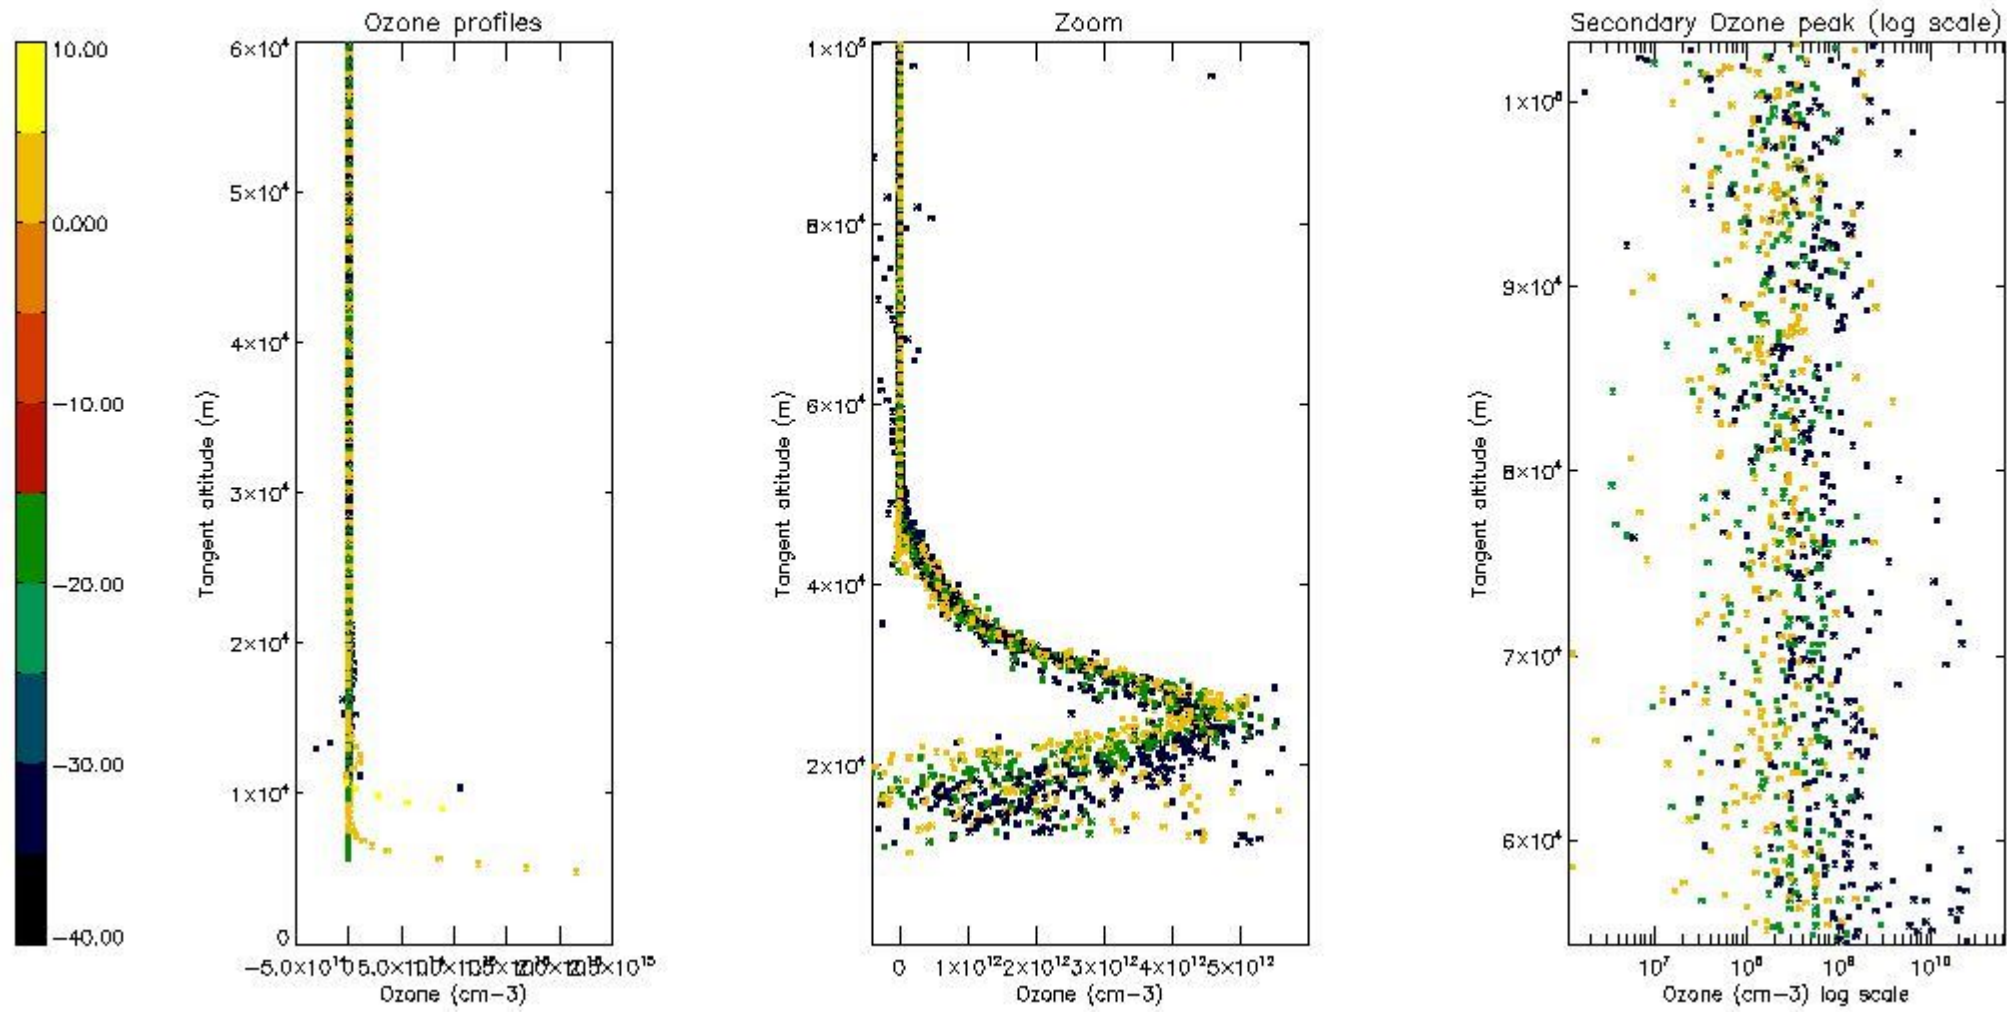 Ozone profiles
Zoom
Secondary Ozone peak (log scale)
10.00
0.000
−10.00
−20.00
−30.00
−40.00
6×10⁴
5×10⁴
4×10⁴
3×10⁴
2×10⁴
1×10⁴
0
Tangent altitude (m)
Ozone (cm−3)
1×10⁵
8×10⁴
6×10⁴
4×10⁴
2×10⁴
Tangent altitude (m)
0 1×10¹² 2×10¹² 3×10¹² 4×10¹² 5×10¹²
Ozone (cm−3)
9×10⁴
8×10⁴
7×10⁴
6×10⁴
Tangent altitude (m)
10⁷ 10⁸ 10⁹ 10¹⁰
Ozone (cm−3) log scale